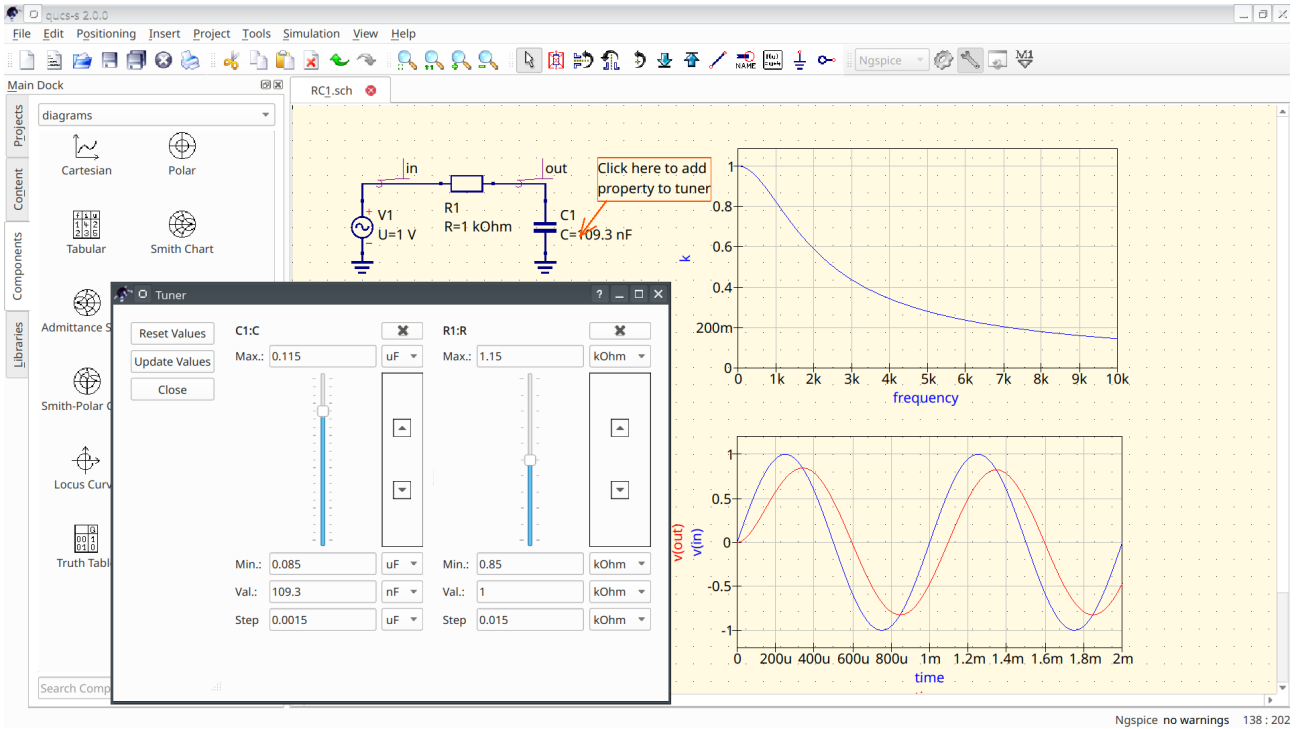 qucs-s 2.0.0
File Edit Positioning Insert Project Tools Simulation View Help
NAME
Ngspice
M1
Main Dock
Projects
Content
Components
Libraries
diagrams
Cartesian
Polar
Tabular
Smith Chart
Admittance S
Smith-Polar C
Locus Curv
Truth Tabl
Search Comp
RC1.sch
in
out
Click here to add
property to tuner
V1
U=1 V
R1
R=1 kOhm
C1
C=109.3 nF
k
1
0.8
0.6
0.4
200m
0
0 1k 2k 3k 4k 5k 6k 7k 8k 9k 10k
frequency
v(out)
v(in)
1
0.5
0
-0.5
-1
0 200u 400u 600u 800u 1m 1.2m 1.4m 1.6m 1.8m 2m
time
Tuner
?
Reset Values
Update Values
Close
C1:C
Max.: 0.115 uF
Min.: 0.085 uF
Val.: 109.3 nF
Step 0.0015 uF
R1:R
Max.: 1.15 kOhm
Min.: 0.85 kOhm
Val.: 1 kOhm
Step 0.015 kOhm
Ngspice no warnings 138 : 202